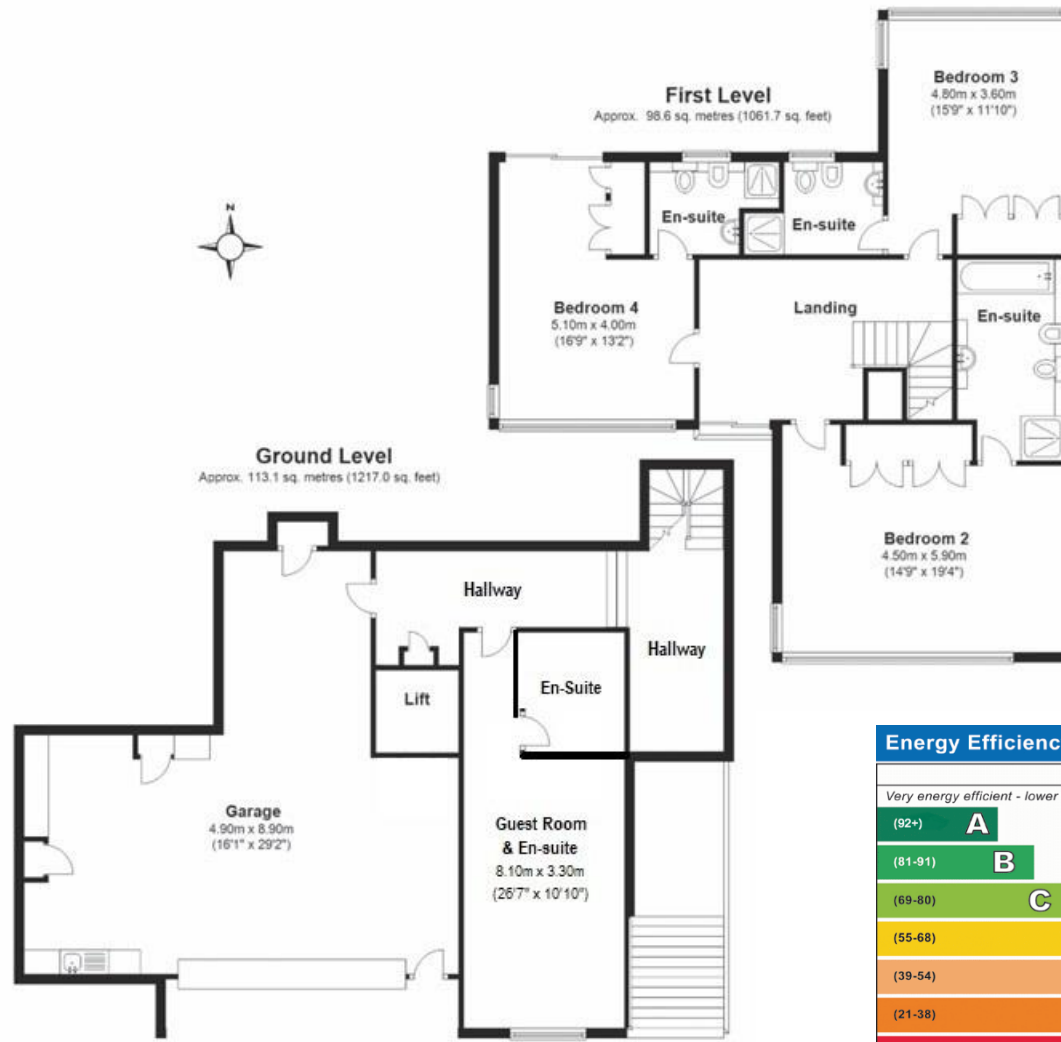 First Level
Approx. 98.6 sq. metres (1061.7 sq. feet)
Bedroom 3
4.80m x 3.60m
(15'9" x 11'10")
N
En-suite
En-suite
Bedroom 4
5.10m x 4.00m
(16'9" x 13'2")
Landing
En-suite
Bedroom 2
4.50m x 5.90m
(14'9" x 19'4")
Ground Level
Approx. 113.1 sq. metres (1217.0 sq. feet)
Hallway
Hallway
En-Suite
Lift
Garage
4.90m x 8.90m
(16'1" x 29'2")
Guest Room
& En-suite
8.10m x 3.30m
(26'7" x 10'10")
Energy Efficienc
Very energy efficient - lower
(92+) A
(81-91) B
(69-80) C
(55-68)
(39-54)
(21-38)